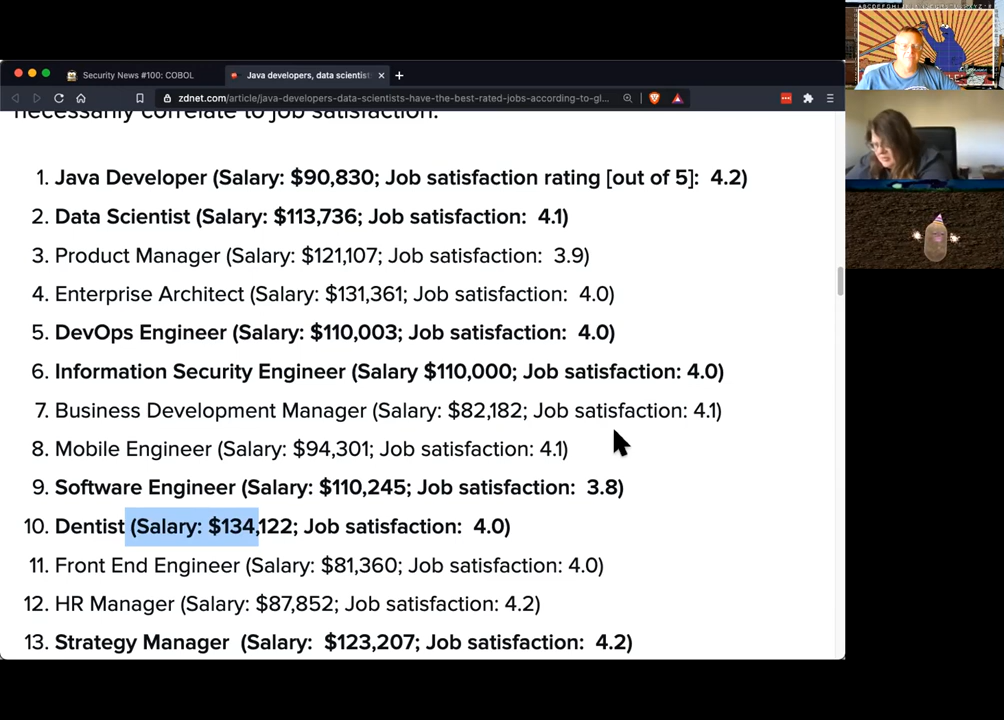 ABCDEFGHI
Security News #100: COBOL
Java developers, data scientist
zdnet.com/article/java-developers-data-scientists-have-the-best-rated-jobs-according-to-gl...
necessarily correlate to job satisfaction.
1. Java Developer (Salary: $90,830; Job satisfaction rating [out of 5]: 4.2)
2. Data Scientist (Salary: $113,736; Job satisfaction: 4.1)
3. Product Manager (Salary: $121,107; Job satisfaction: 3.9)
4. Enterprise Architect (Salary: $131,361; Job satisfaction: 4.0)
5. DevOps Engineer (Salary: $110,003; Job satisfaction: 4.0)
6. Information Security Engineer (Salary $110,000; Job satisfaction: 4.0)
7. Business Development Manager (Salary: $82,182; Job satisfaction: 4.1)
8. Mobile Engineer (Salary: $94,301; Job satisfaction: 4.1)
9. Software Engineer (Salary: $110,245; Job satisfaction: 3.8)
10. Dentist (Salary: $134,122; Job satisfaction: 4.0)
11. Front End Engineer (Salary: $81,360; Job satisfaction: 4.0)
12. HR Manager (Salary: $87,852; Job satisfaction: 4.2)
13. Strategy Manager (Salary: $123,207; Job satisfaction: 4.2)